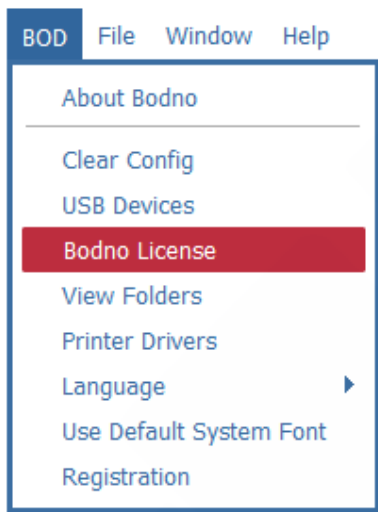 BOD File Window Help
About Bodno
Clear Config
USB Devices
Bodno License
View Folders
Printer Drivers
Language
Use Default System Font
Registration